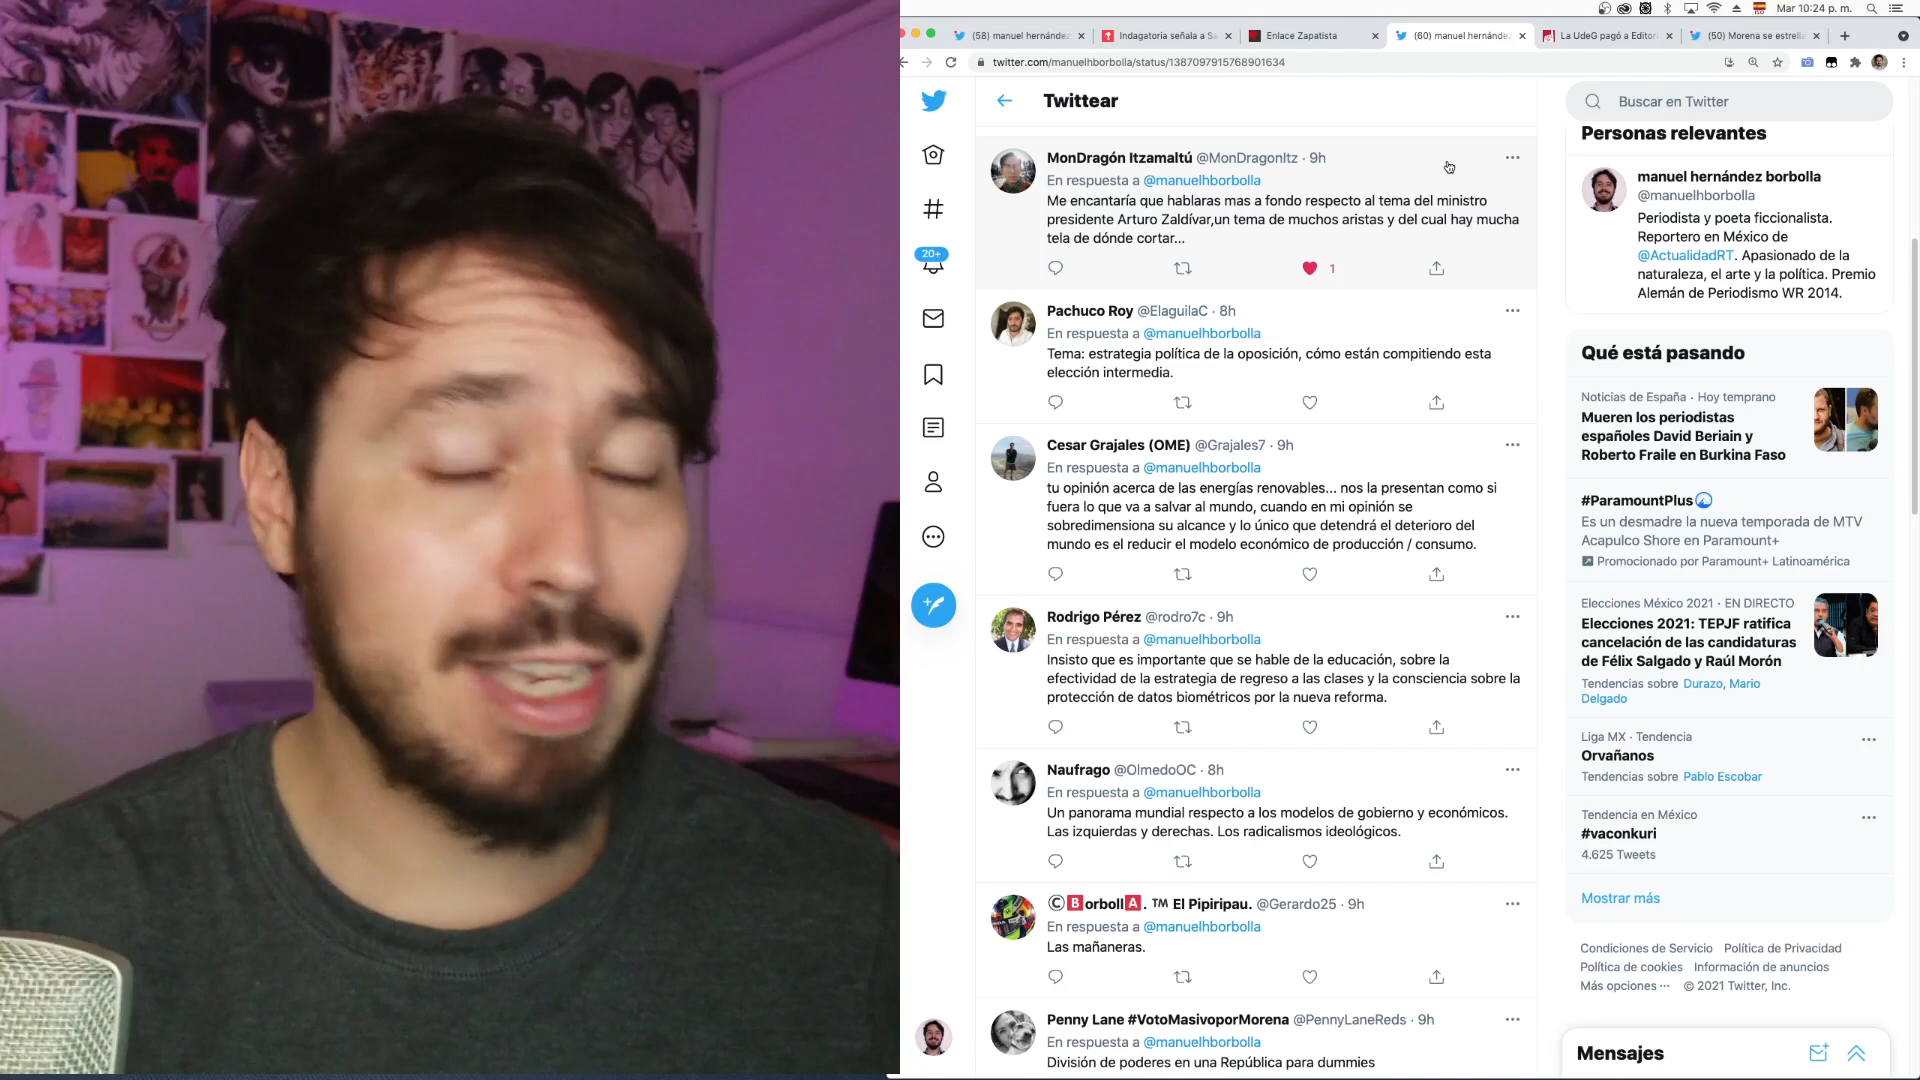 Mar 10:24 p. m.
(58) manuel hernández
Indagatoria señala a Sa
Enlace Zapatista
(60) manuel hernández
La UdeG pagó a Editori
(50) Morena se estrella
twitter.com/manuelhborbolla/status/1387097915768901634
Twittear
Buscar en Twitter
20+
MonDragón Itzamaltú @MonDragonItz · 9h
En respuesta a @manuelhborbolla
Me encantaría que hablaras mas a fondo respecto al tema del ministro
presidente Arturo Zaldívar,un tema de muchos aristas y del cual hay mucha
tela de dónde cortar...
1
Pachuco Roy @ElaguilaC · 8h
En respuesta a @manuelhborbolla
Tema: estrategia política de la oposición, cómo están compitiendo esta
elección intermedia.
Cesar Grajales (OME) @Grajales7 · 9h
En respuesta a @manuelhborbolla
tu opinión acerca de las energías renovables... nos la presentan como si
fuera lo que va a salvar al mundo, cuando en mi opinión se
sobredimensiona su alcance y lo único que detendrá el deterioro del
mundo es el reducir el modelo económico de producción / consumo.
Rodrigo Pérez @rodro7c · 9h
En respuesta a @manuelhborbolla
Insisto que es importante que se hable de la educación, sobre la
efectividad de la estrategia de regreso a las clases y la consciencia sobre la
protección de datos biométricos por la nueva reforma.
Naufrago @OlmedoOC · 8h
En respuesta a @manuelhborbolla
Un panorama mundial respecto a los modelos de gobierno y económicos.
Las izquierdas y derechas. Los radicalismos ideológicos.
©🅱orboll🅰. ™ El Pipiripau. @Gerardo25 · 9h
En respuesta a @manuelhborbolla
Las mañaneras.
Penny Lane #VotoMasivoporMorena @PennyLaneReds · 9h
En respuesta a @manuelhborbolla
División de poderes en una República para dummies
Personas relevantes
manuel hernández borbolla
@manuelhborbolla
Periodista y poeta ficcionalista.
Reportero en México de
@ActualidadRT. Apasionado de la
naturaleza, el arte y la política. Premio
Alemán de Periodismo WR 2014.
Qué está pasando
Noticias de España · Hoy temprano
Mueren los periodistas
españoles David Beriain y
Roberto Fraile en Burkina Faso
#ParamountPlus
Es un desmadre la nueva temporada de MTV
Acapulco Shore en Paramount+
Promocionado por Paramount+ Latinoamérica
Elecciones México 2021 · EN DIRECTO
Elecciones 2021: TEPJF ratifica
cancelación de las candidaturas
de Félix Salgado y Raúl Morón
Tendencias sobre Durazo, Mario
Delgado
Liga MX · Tendencia
Orvañanos
Tendencias sobre Pablo Escobar
Tendencia en México
#vaconkuri
4.625 Tweets
Mostrar más
Condiciones de Servicio Política de Privacidad
Política de cookies Información de anuncios
Más opciones ··· © 2021 Twitter, Inc.
Mensajes